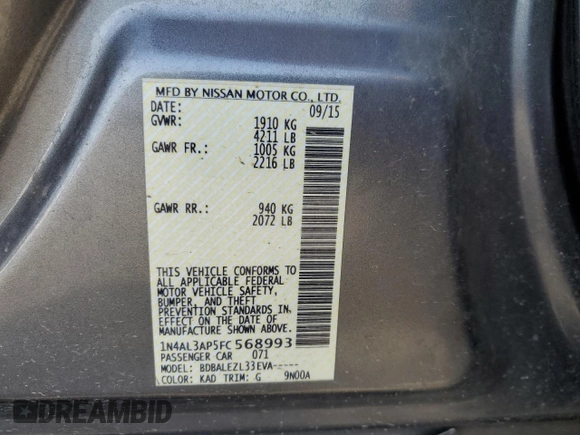 MFD BY NISSAN MOTOR CO., LTD.
DATE: 09/15
GVWR: 1910 KG
4211 LB
GAWR FR.: 1005 KG
2216 LB
GAWR RR.: 940 KG
2072 LB
THIS VEHICLE CONFORMS TO
ALL APPLICABLE FEDERAL
MOTOR VEHICLE SAFETY,
BUMPER, AND THEFT
PREVENTION STANDARDS IN
EFFECT ON THE DATE OF
MANUFACTURE SHOWN ABOVE.
1N4AL3AP5FC568993
PASSENGER CAR 071
MODEL: BDBALEZL33EVA-----
COLOR: KAD TRIM: G 9N00A
DREAMBID